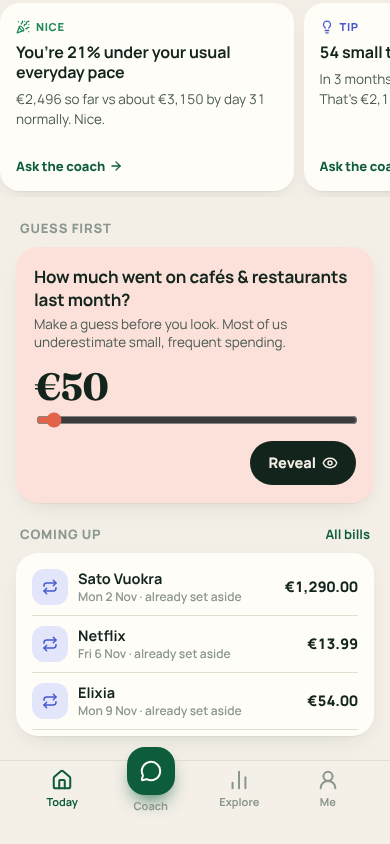 NICE
You're 21% under your usual
everyday pace
€2,496 so far vs about €3,150 by day 31
normally. Nice.
Ask the coach →
TIP
54 small
In 3 months
That's
Ask the
GUESS FIRST
How much went on cafés & restaurants
last month?
Make a guess before you look. Most of us
underestimate small, frequent spending.
€50
Reveal
COMING UP
All bills
Sato Vuokra
€1,290.00
Mon 2 Nov · already set aside
Netflix
€13.99
Fri 6 Nov · already set aside
Elixia
€54.00
Mon 9 Nov · already set aside
Today
Coach
Explore
Me